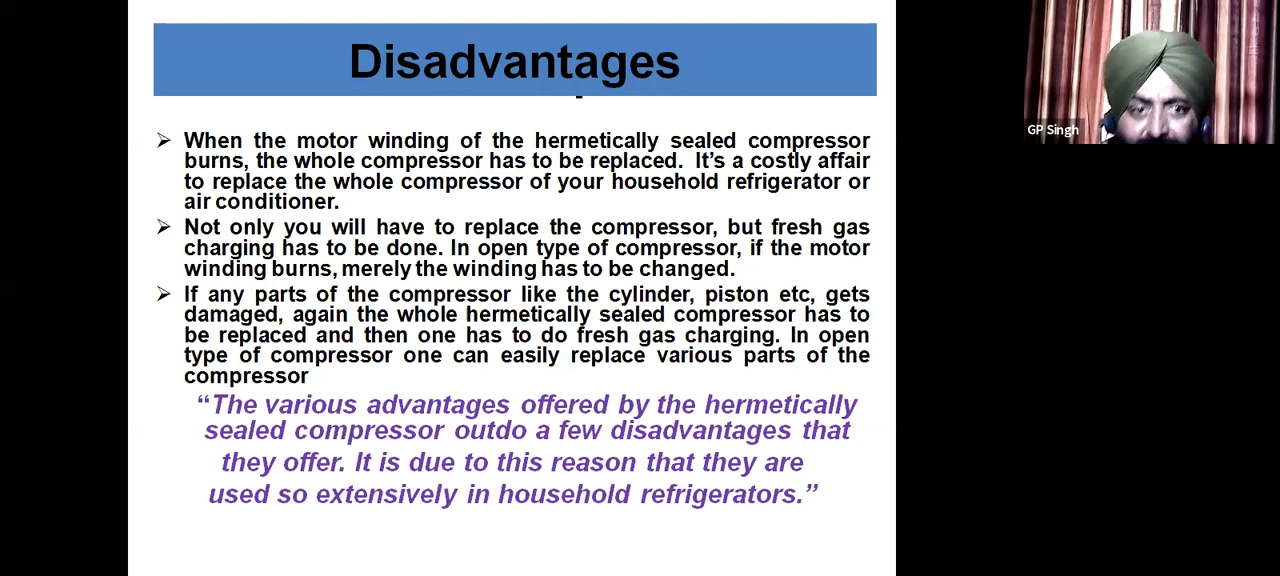 Disadvantages
➢ When the motor winding of the hermetically sealed compressor
burns, the whole compressor has to be replaced. It's a costly affair
to replace the whole compressor of your household refrigerator or
air conditioner.
➢ Not only you will have to replace the compressor, but fresh gas
charging has to be done. In open type of compressor, if the motor
winding burns, merely the winding has to be changed.
➢ If any parts of the compressor like the cylinder, piston etc, gets
damaged, again the whole hermetically sealed compressor has to
be replaced and then one has to do fresh gas charging. In open
type of compressor one can easily replace various parts of the
compressor
“The various advantages offered by the hermetically
sealed compressor outdo a few disadvantages that
they offer. It is due to this reason that they are
used so extensively in household refrigerators.”
GP Singh